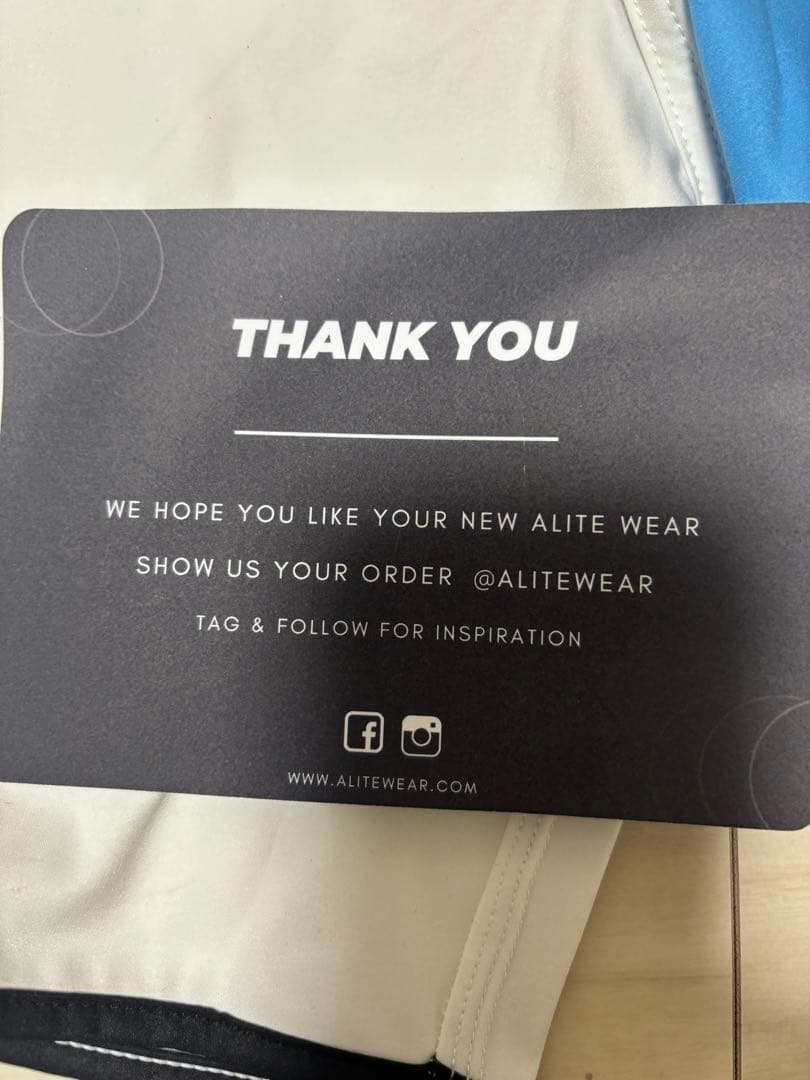 THANK YOU
WE HOPE YOU LIKE YOUR NEW ALITE WEAR
SHOW US YOUR ORDER @ALITEWEAR
TAG & FOLLOW FOR INSPIRATION
WWW.ALITEWEAR.COM